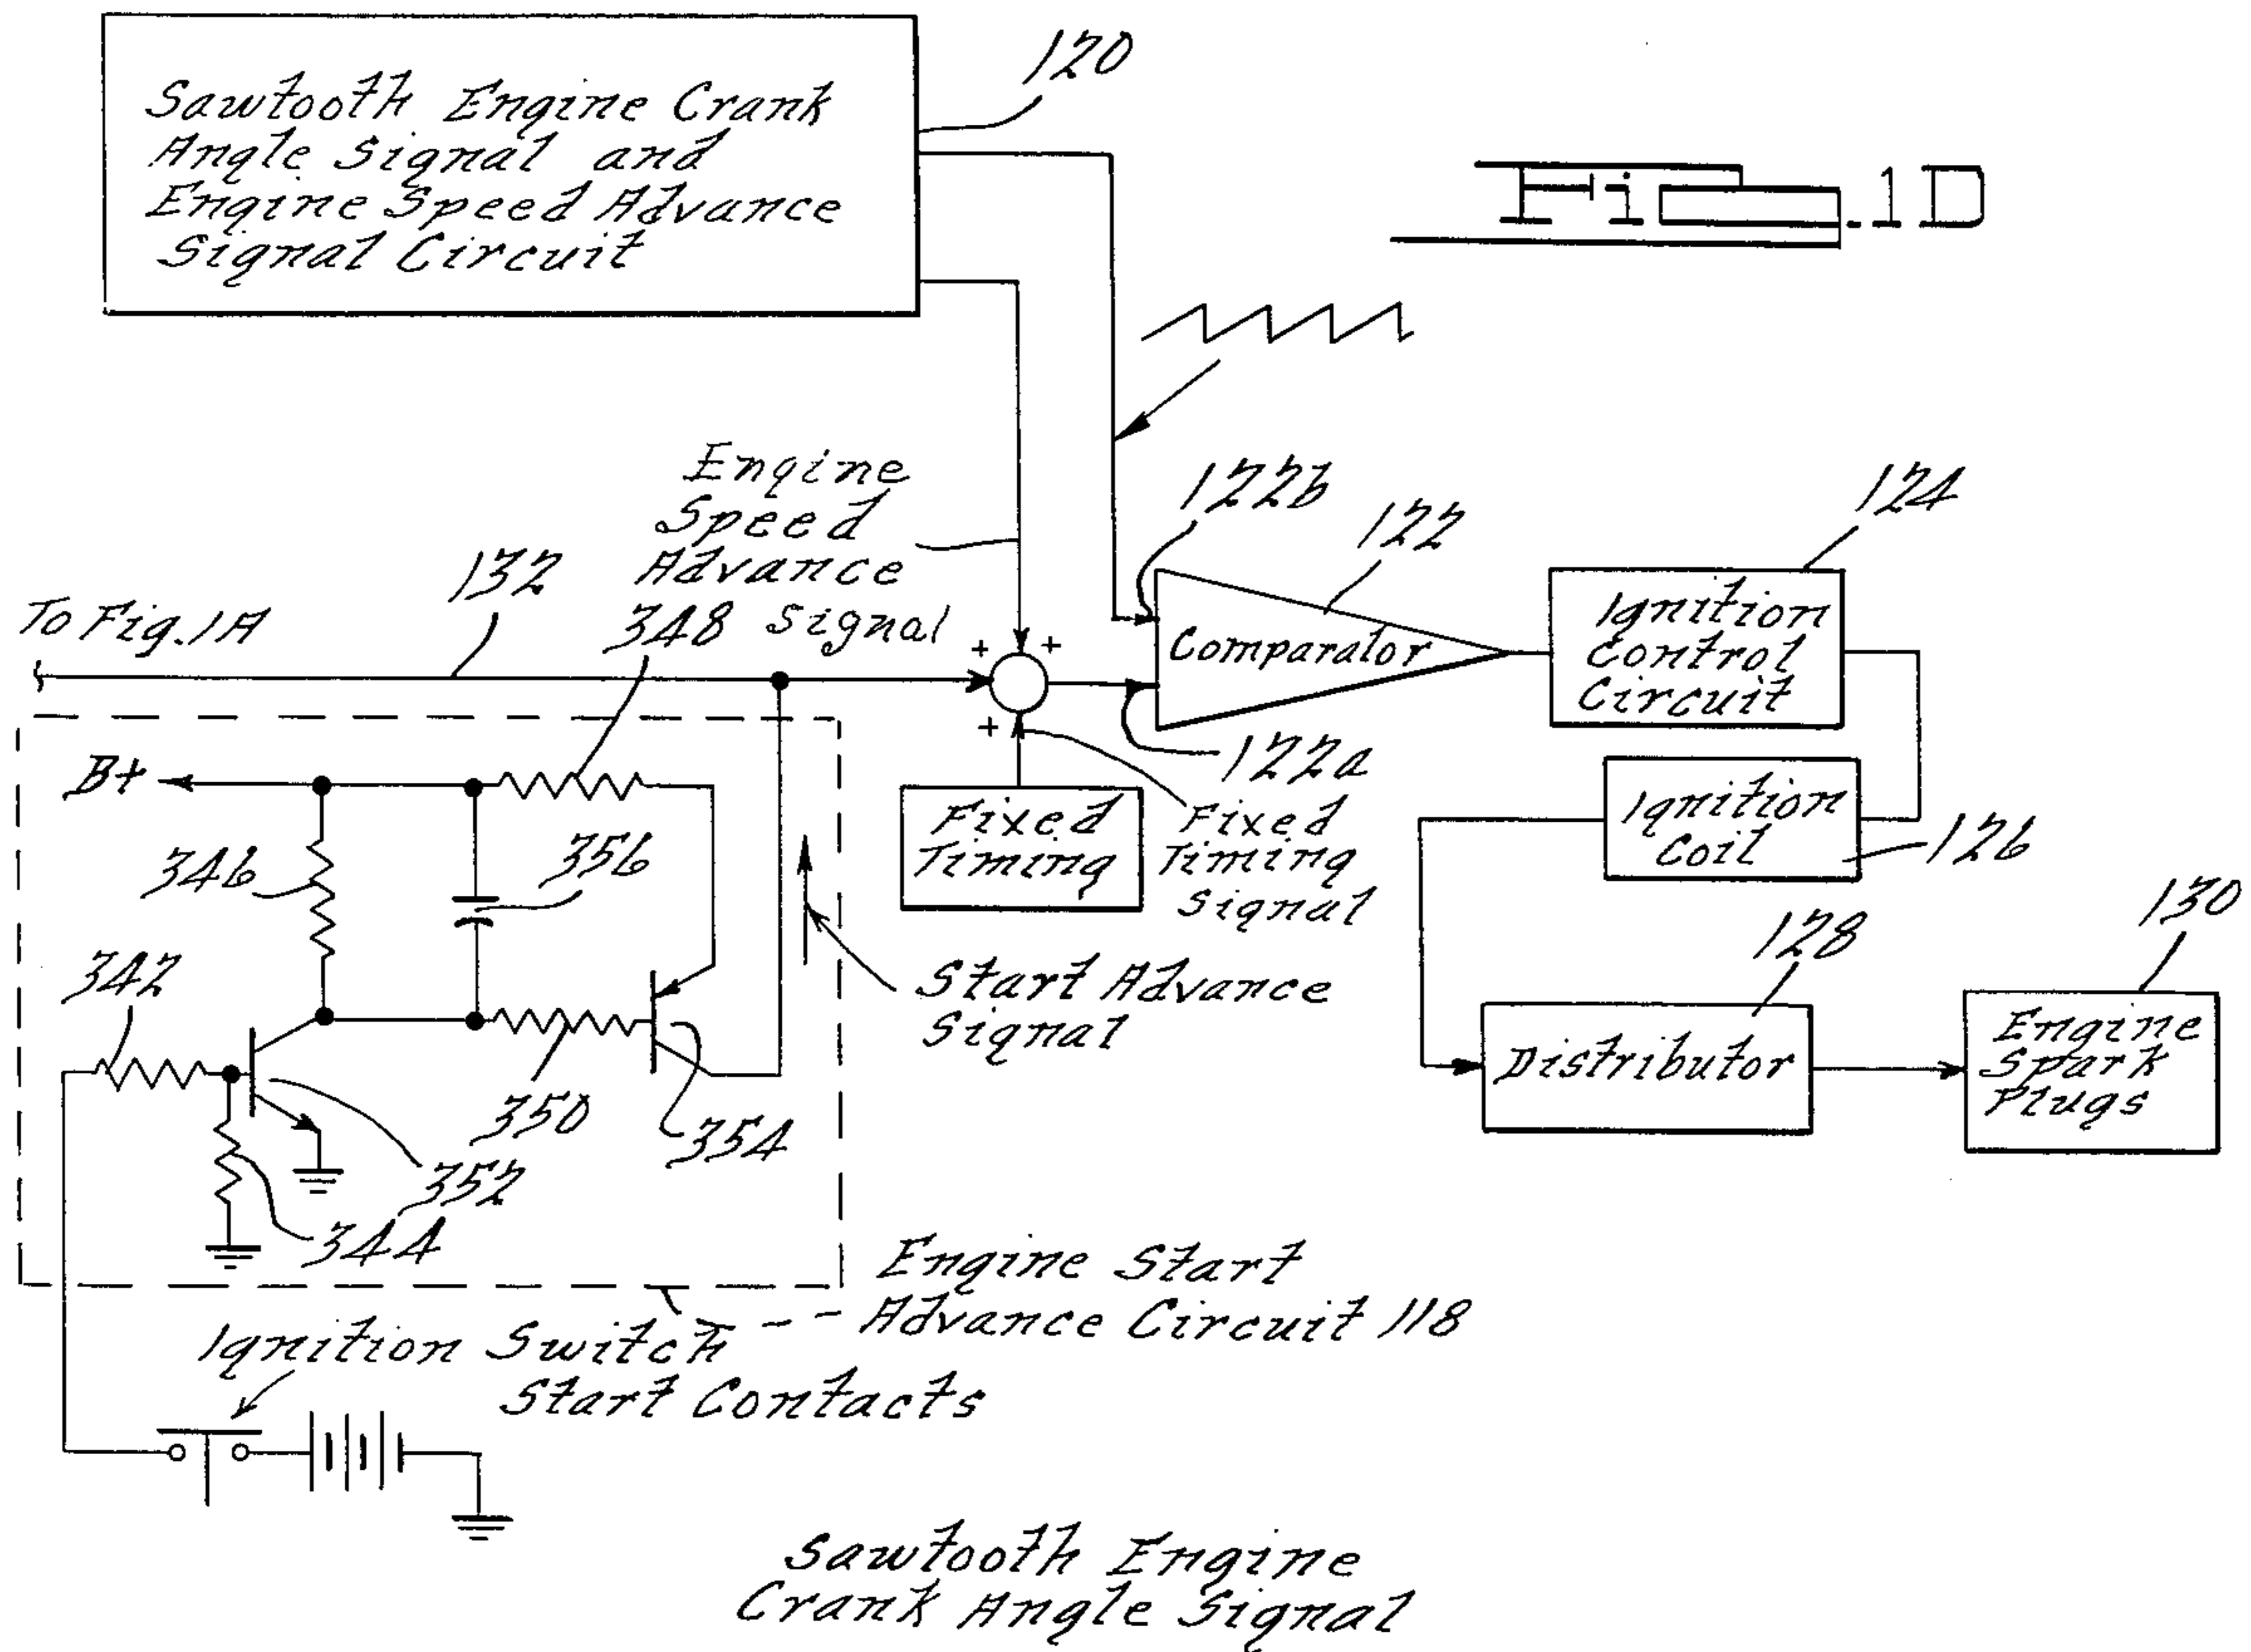 Sawtooth Engine Crank
Angle Signal and
Engine Speed Advance
Signal Circuit
120
Fig.1D
Engine
Speed
Advance
Signal
122b
122
124
132
To Fig.1A
348
+
+
+
Comparator
Ignition
Control
Circuit
122a
B+
Fixed
Timing
Fixed
Timing
Signal
Ignition
Coil
126
346
356
130
128
342
Start Advance
Signal
Distributor
Engine
Spark
Plugs
350
354
352
344
Engine Start
Advance Circuit 118
Ignition Switch
Start Contacts
Sawtooth Engine
Crank Angle Signal